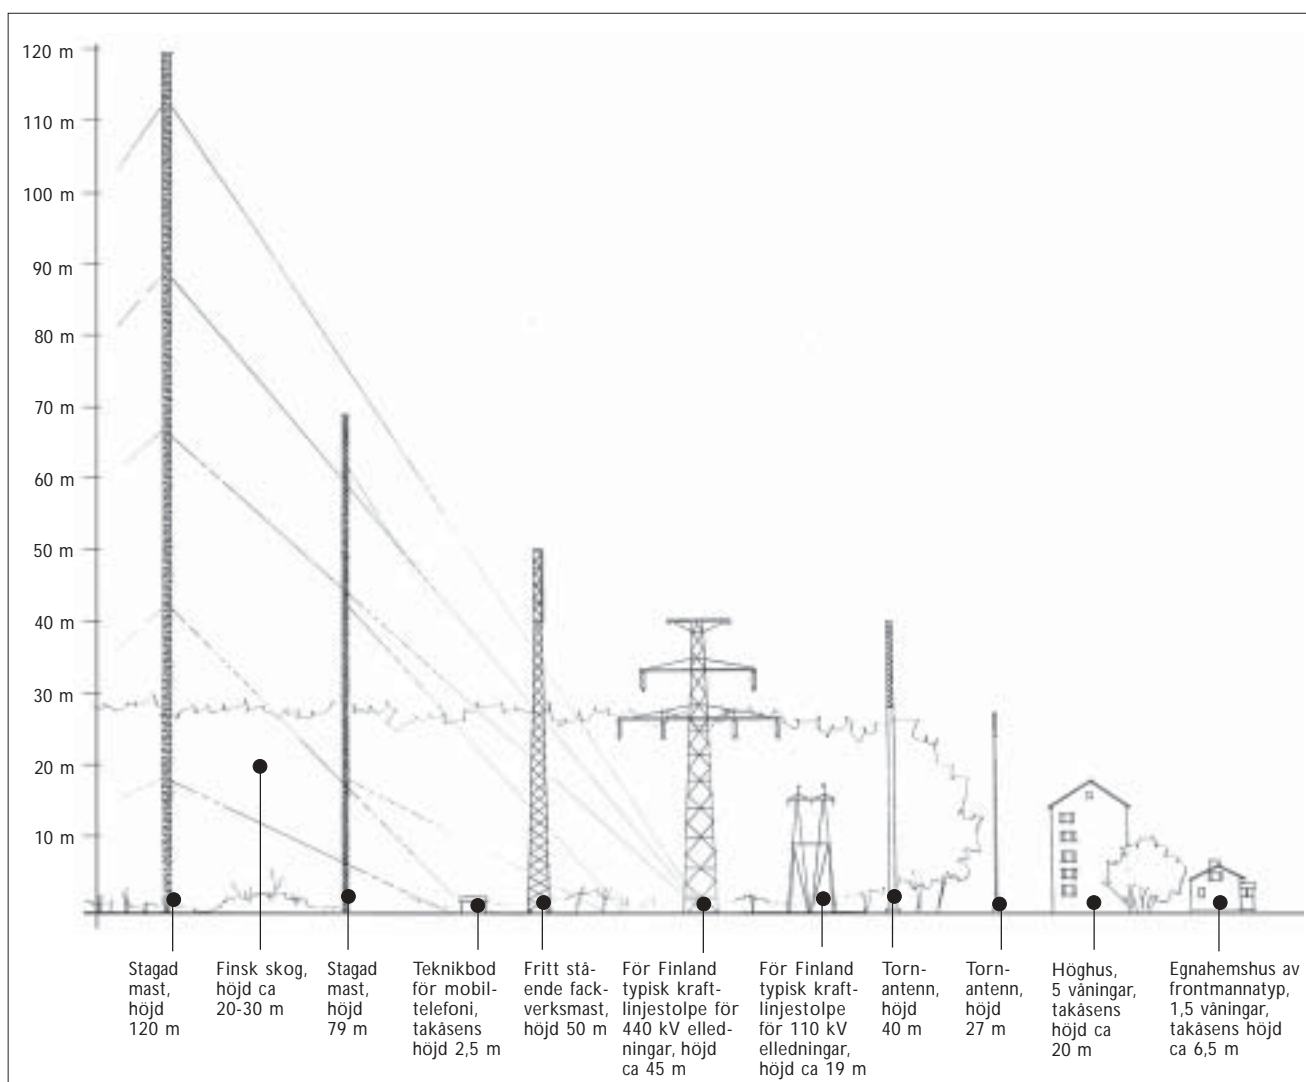 120 m
110 m
100 m
90 m
80 m
70 m
60 m
50 m
40 m
30 m
20 m
10 m
Stagad
mast,
höjd
120 m
Finsk skog,
höjd ca
20-30 m
Stagad
mast,
höjd
79 m
Teknikbod
för mobil-
telefoni,
takåsens
höjd 2,5 m
Fritt stå-
ende fack-
verksmast,
höjd 50 m
För Finland
typisk kraft-
linjestolpe för
440 kV elled-
ningar, höjd
ca 45 m
För Finland
typisk kraft-
linjestolpe
för 110 kV
elledningar,
höjd ca 19 m
Torn-
antenn,
höjd
40 m
Torn-
antenn,
höjd
27 m
Höghus,
5 våningar,
takåsens
höjd ca
20 m
Egnahemshus av
frontmannatyp,
1,5 våningar,
takåsens höjd
ca 6,5 m